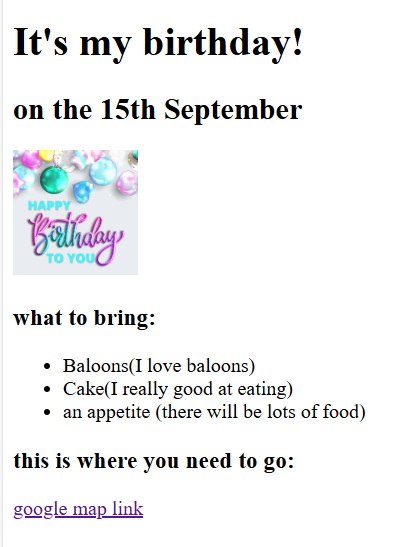 It's my birthday!
on the 15th September
HAPPY
Birthday
TO YOU
what to bring:
Baloons(I love baloons)
Cake(I really good at eating)
an appetite (there will be lots of food)
this is where you need to go:
google map link